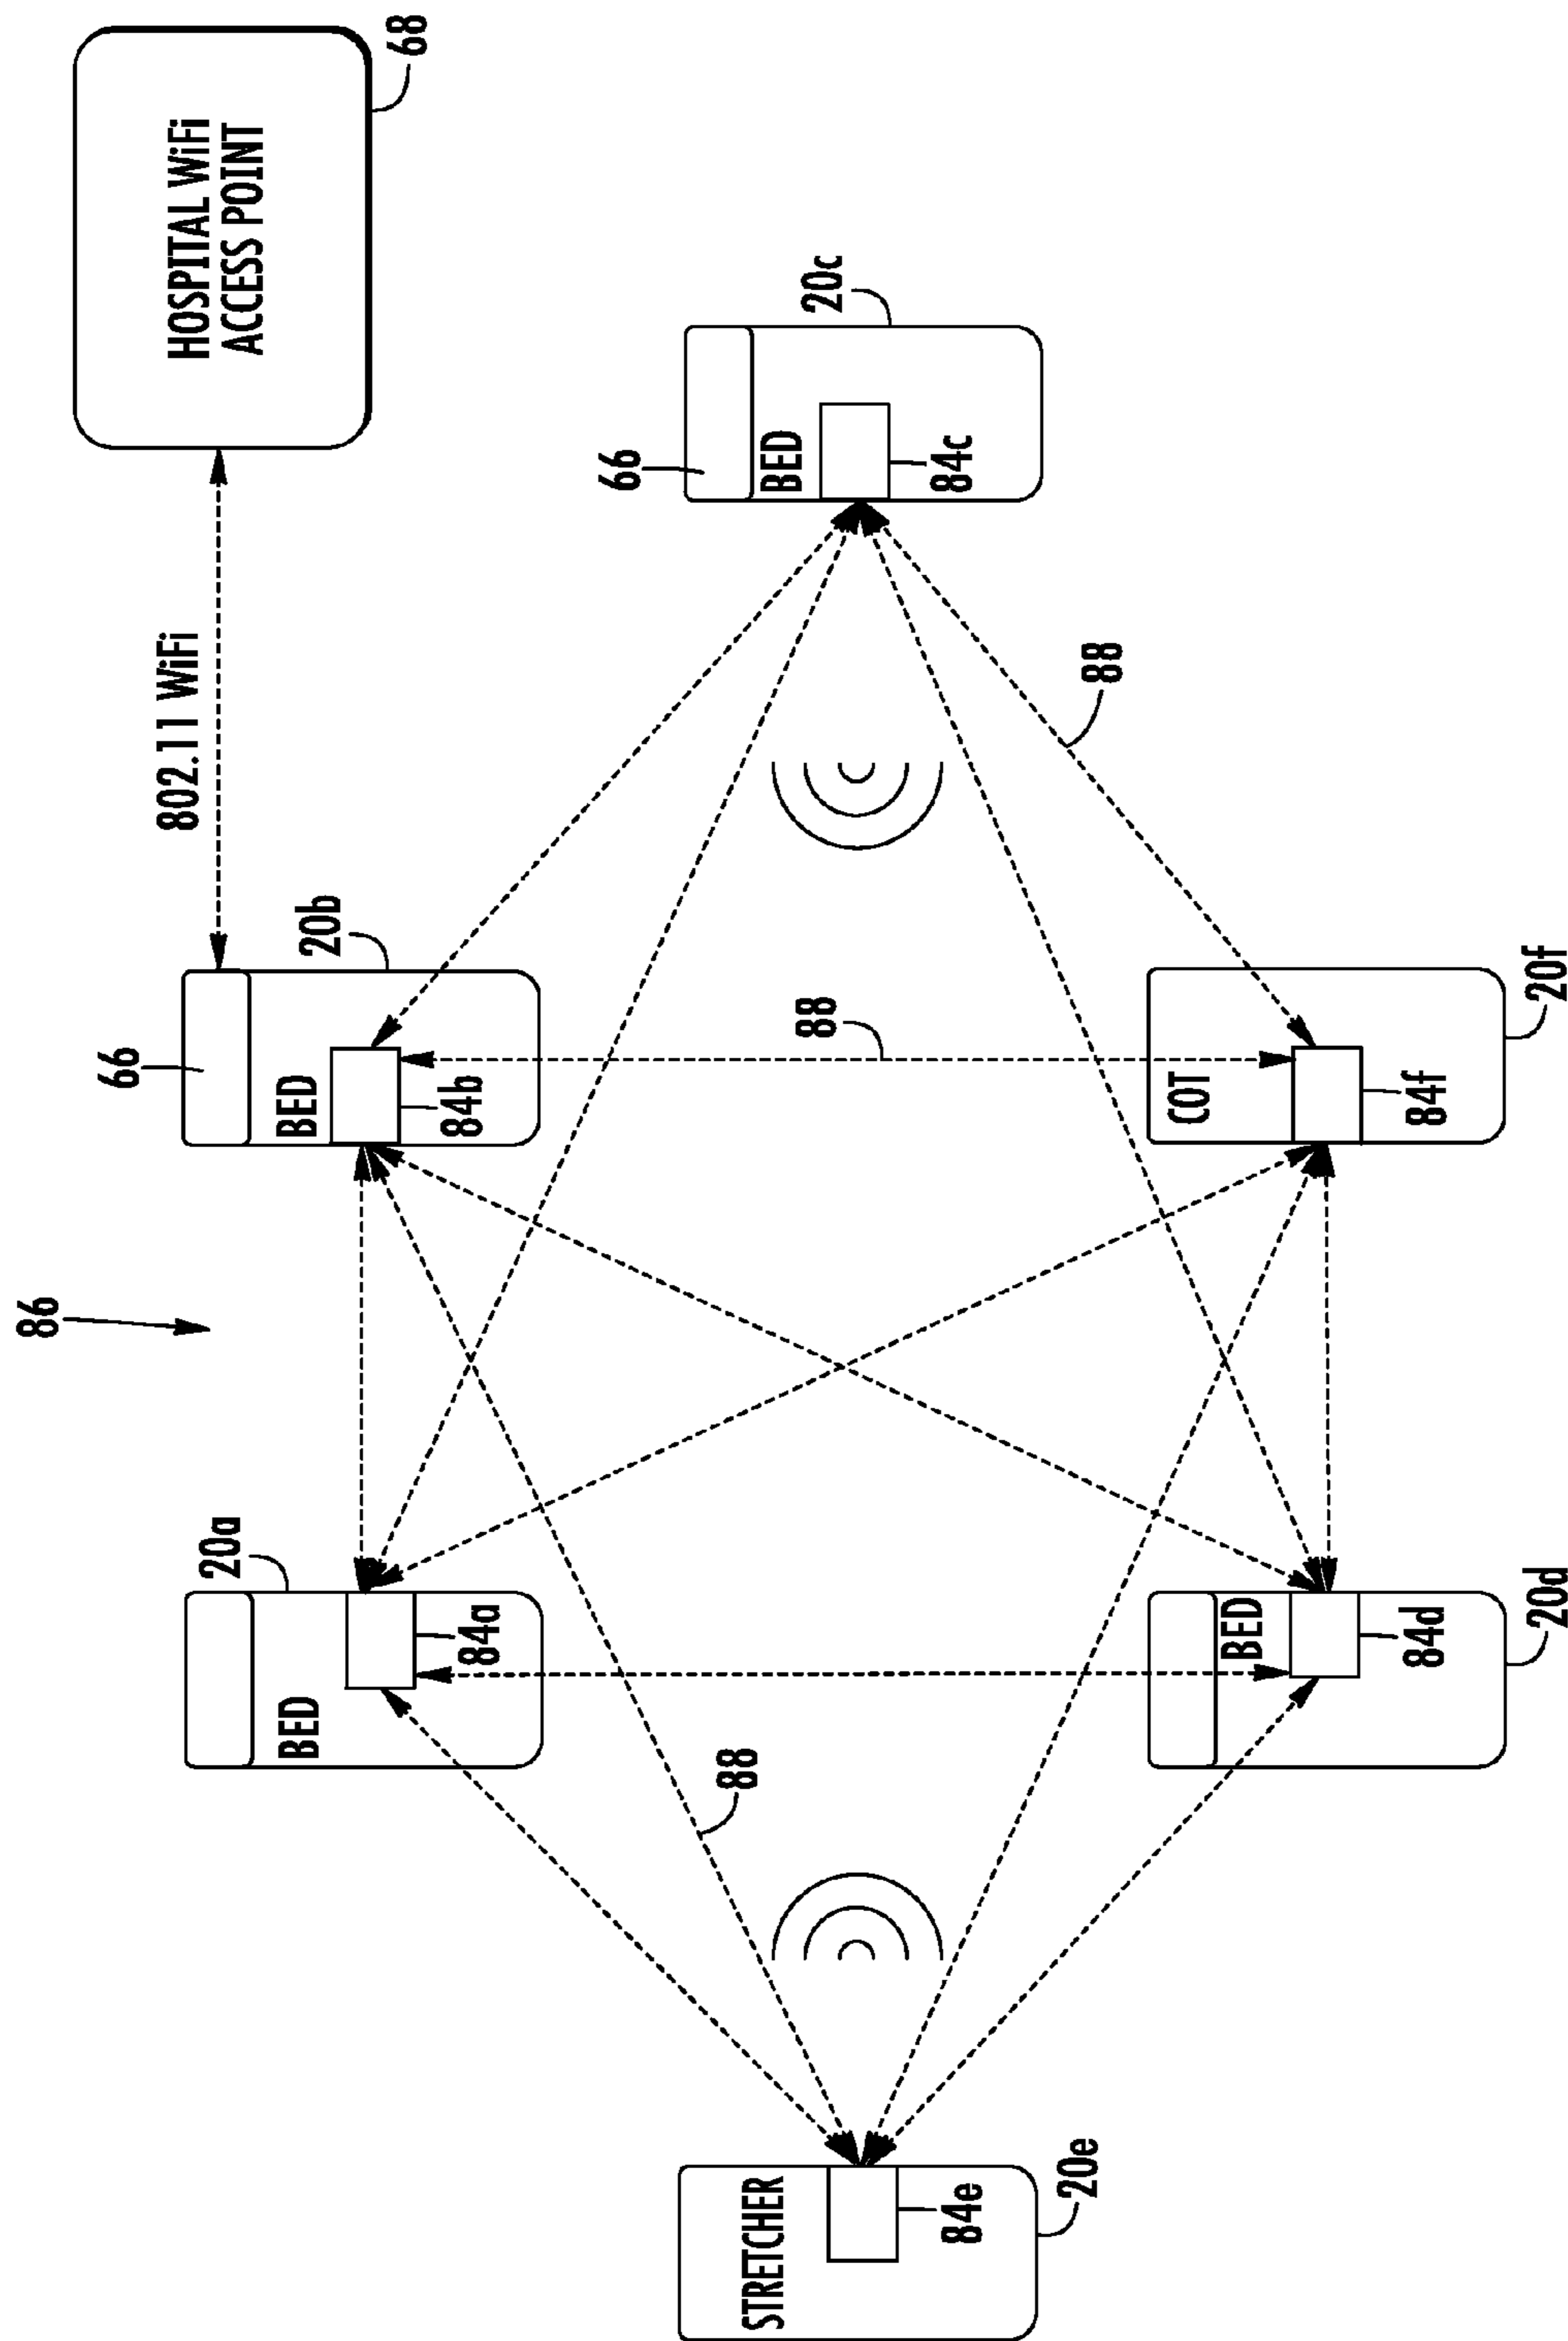 86
HOSPITAL WiFi
ACCESS POINT
68
802.11 WiFi
66
20b
BED
84b
20a
BED
84a
66
20c
BED
84c
88
88
88
STRETCHER
84e
20e
BED
84d
20d
COT
84f
20f